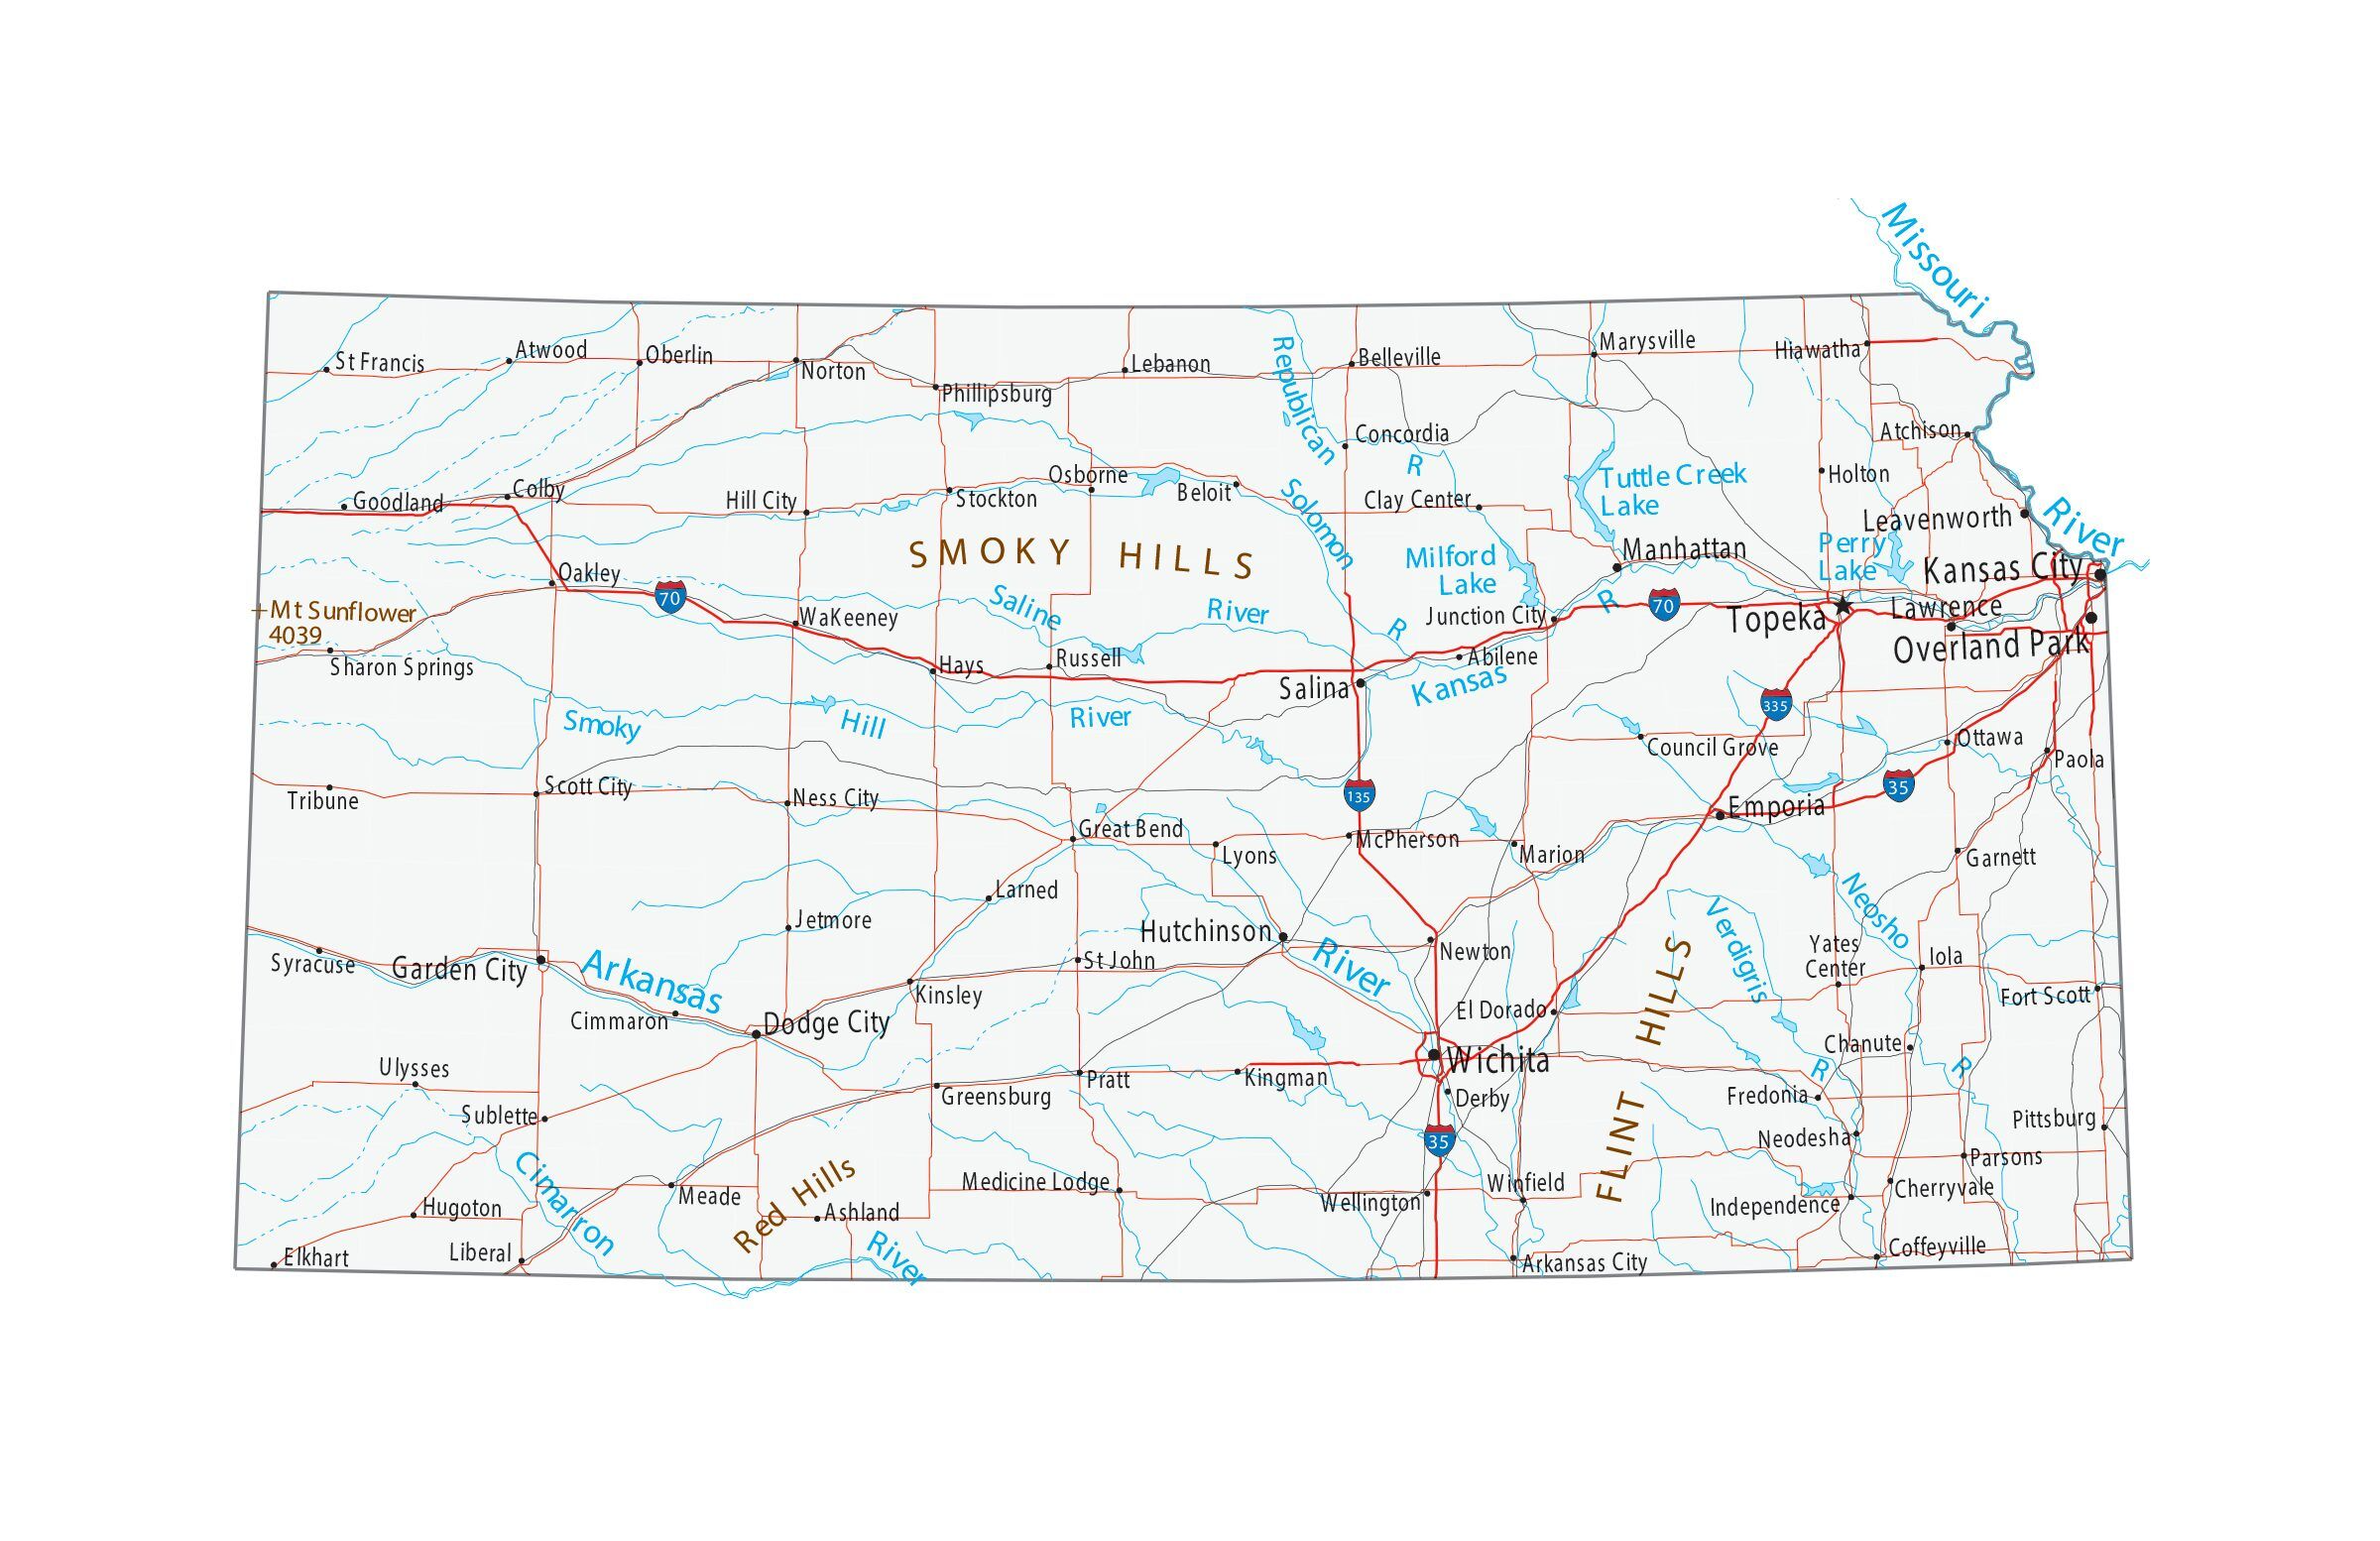 Missouri
River
St Francis
Atwood
Oberlin
Norton
Phillipsburg
Lebanon
Republican
R
Belleville
Marysville
Hiawatha
Concordia
Atchison
Goodland
Colby
Hill City
Stockton
Osborne
Beloit
Solomon
R
Clay Center
Tuttle Creek
Lake
Holton
Leavenworth
SMOKY HILLS
Milford
Lake
Manhattan
Perry
Lake
Kansas City
Oakley
70
Mt Sunflower
4039
Sharon Springs
WaKeeney
Saline
River
Hays
Russell
Salina
Abilene
Junction City
Kansas
R
70
Topeka
Lawrence
Overland Park
Smoky
Hill
River
335
Council Grove
Ottawa
Paola
Tribune
Scott City
Ness City
135
35
Emporia
Great Bend
Lyons
McPherson
Marion
Garnett
Larned
Jetmore
Hutchinson
Newton
Neosho
R
Verdigris
R
Yates
Center
Iola
Syracuse
Garden City
Arkansas
River
St John
Kinsley
Cimmaron
Dodge City
El Dorado
FLINT HILLS
Fort Scott
Chanute
Ulysses
Wichita
Derby
Kingman
Pratt
Greensburg
Fredonia
Sublette
35
Neodesha
Pittsburg
Parsons
Cimarron
River
Red Hills
Medicine Lodge
Meade
Ashland
Wellington
Winfield
Independence
Cherryvale
Hugoton
Elkhart
Liberal
Arkansas City
Coffeyville